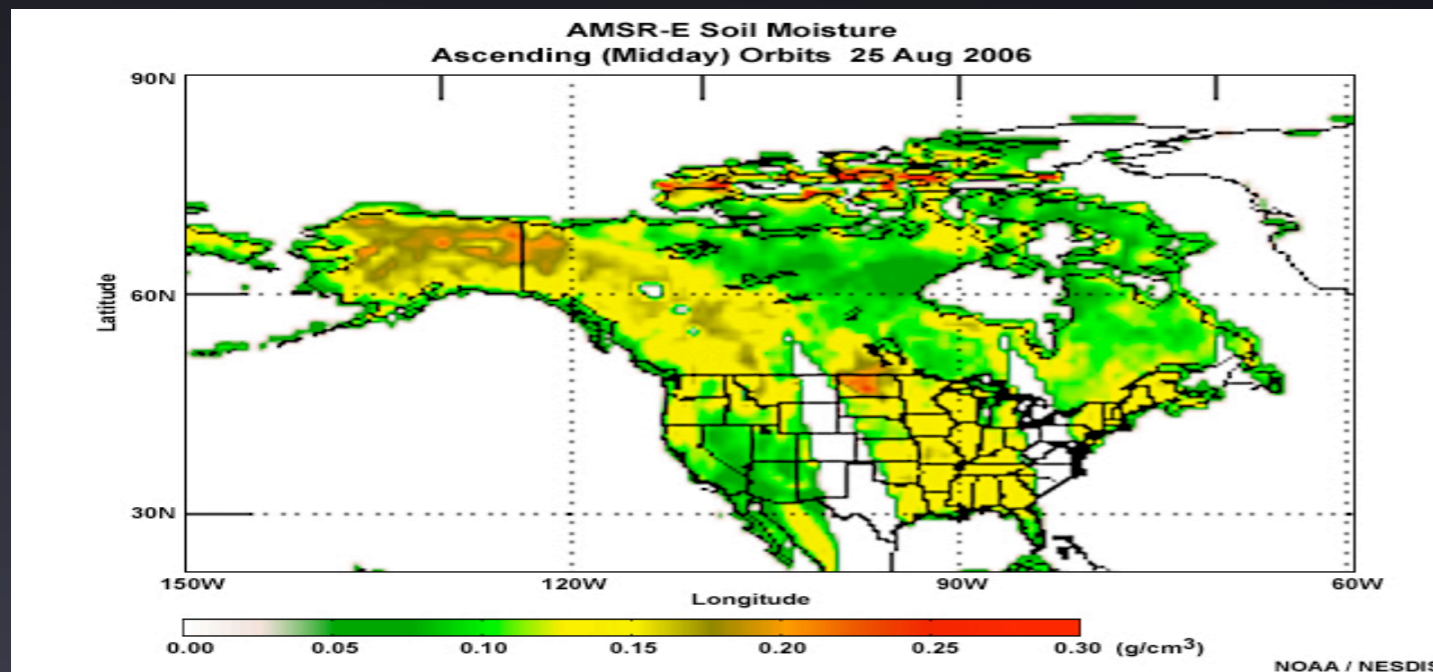 AMSR-E Soil Moisture
Ascending (Midday) Orbits 25 Aug 2006
90N
Latitude
60N
30N
150W 120W 90W 60W
Longitude
0.00 0.05 0.10 0.15 0.20 0.25 0.30 (g/cm³)
NOAA / NESDIS